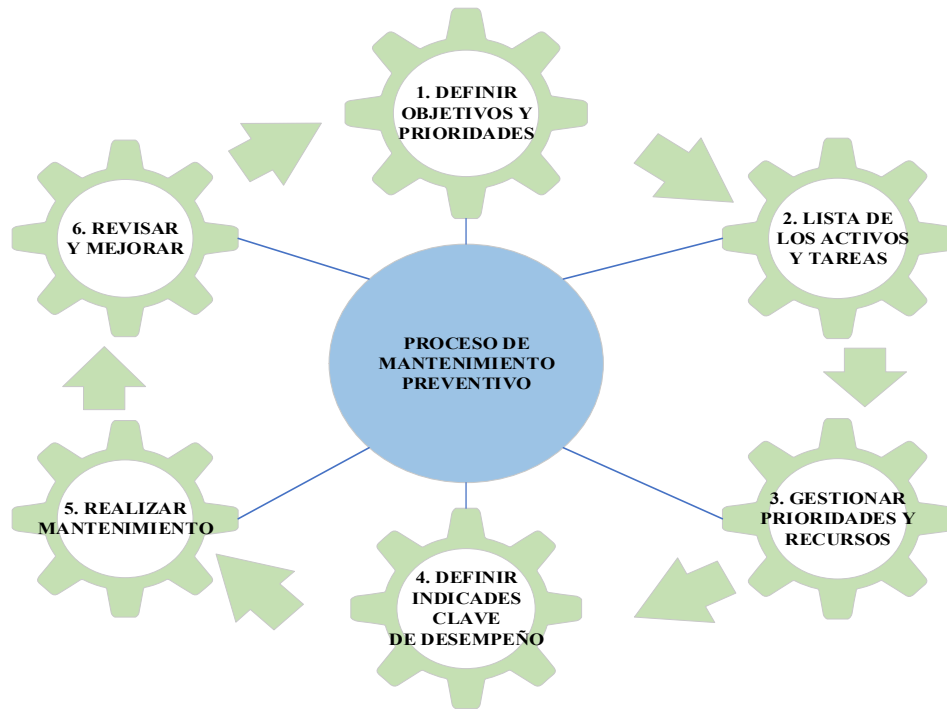 1. DEFINIR
OBJETIVOS Y
PRIORIDADES
2. LISTA DE
LOS ACTIVOS
Y TAREAS
3. GESTIONAR
PRIORIDADES Y
RECURSOS
4. DEFINIR
INDICADES
CLAVE
DE DESEMPEÑO
5. REALIZAR
MANTENIMIENTO
6. REVISAR
Y MEJORAR
PROCESO DE
MANTENIMIENTO
PREVENTIVO